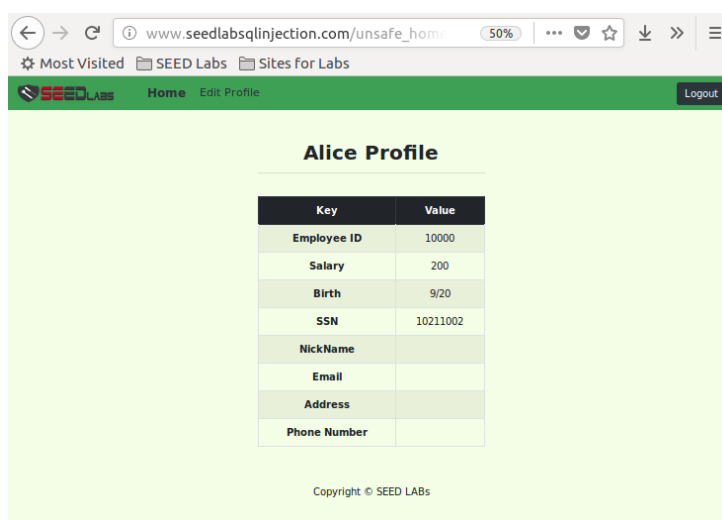 www.seedlabsqlinjection.com/unsafe_home 50%
Most Visited SEED Labs Sites for Labs
SEEDLABS Home Edit Profile Logout
Alice Profile
Key Value
Employee ID 10000
Salary 200
Birth 9/20
SSN 10211002
NickName
Email
Address
Phone Number
Copyright © SEED LABs